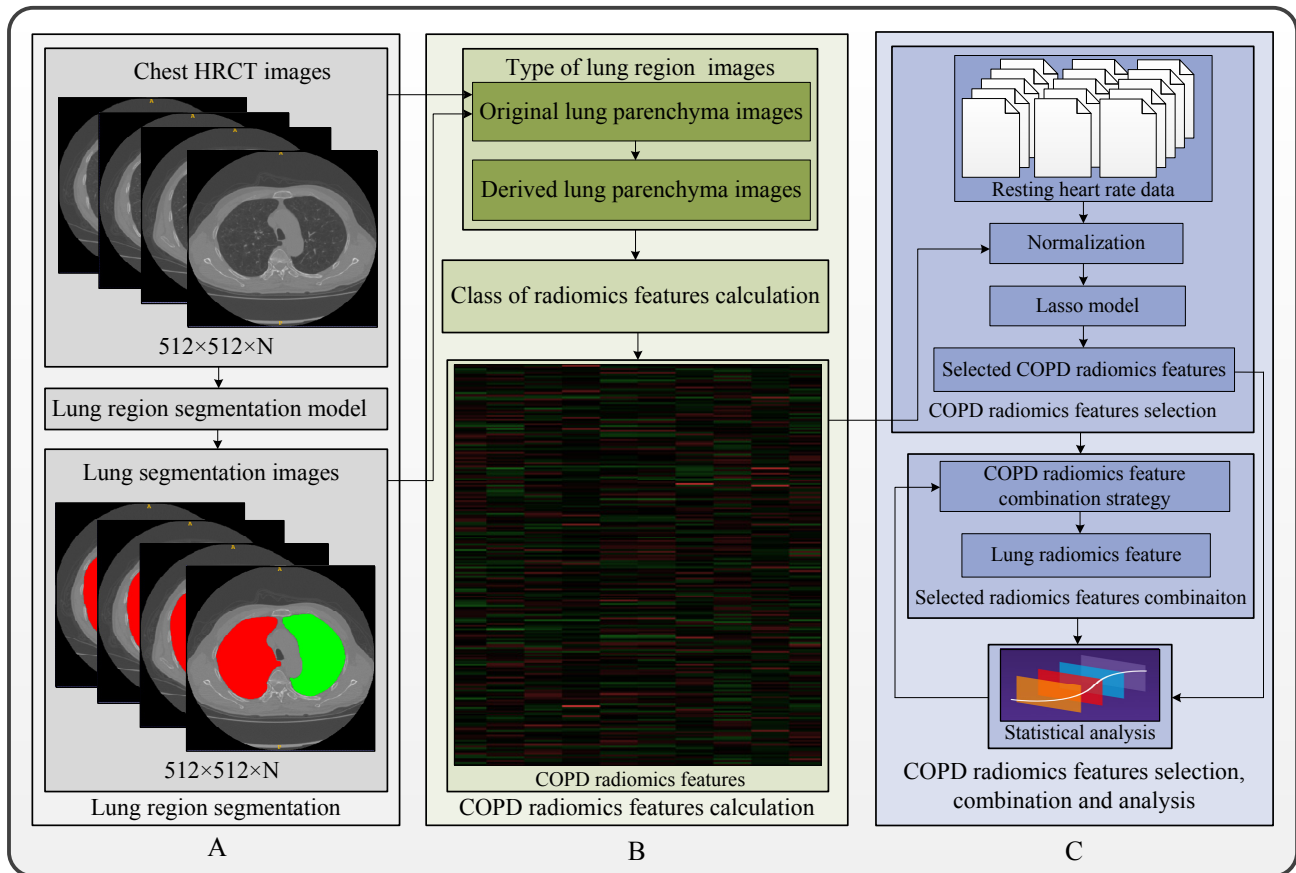 Chest HRCT images
512×512×N
Lung region segmentation model
Lung segmentation images
512×512×N
Lung region segmentation
A
Type of lung region images
Original lung parenchyma images
Derived lung parenchyma images
Class of radiomics features calculation
COPD radiomics features
COPD radiomics features calculation
B
Resting heart rate data
Normalization
Lasso model
Selected COPD radiomics features
COPD radiomics features selection
COPD radiomics feature
combination strategy
Lung radiomics feature
Selected radiomics features combinaiton
Statistical analysis
COPD radiomics features selection,
combination and analysis
C